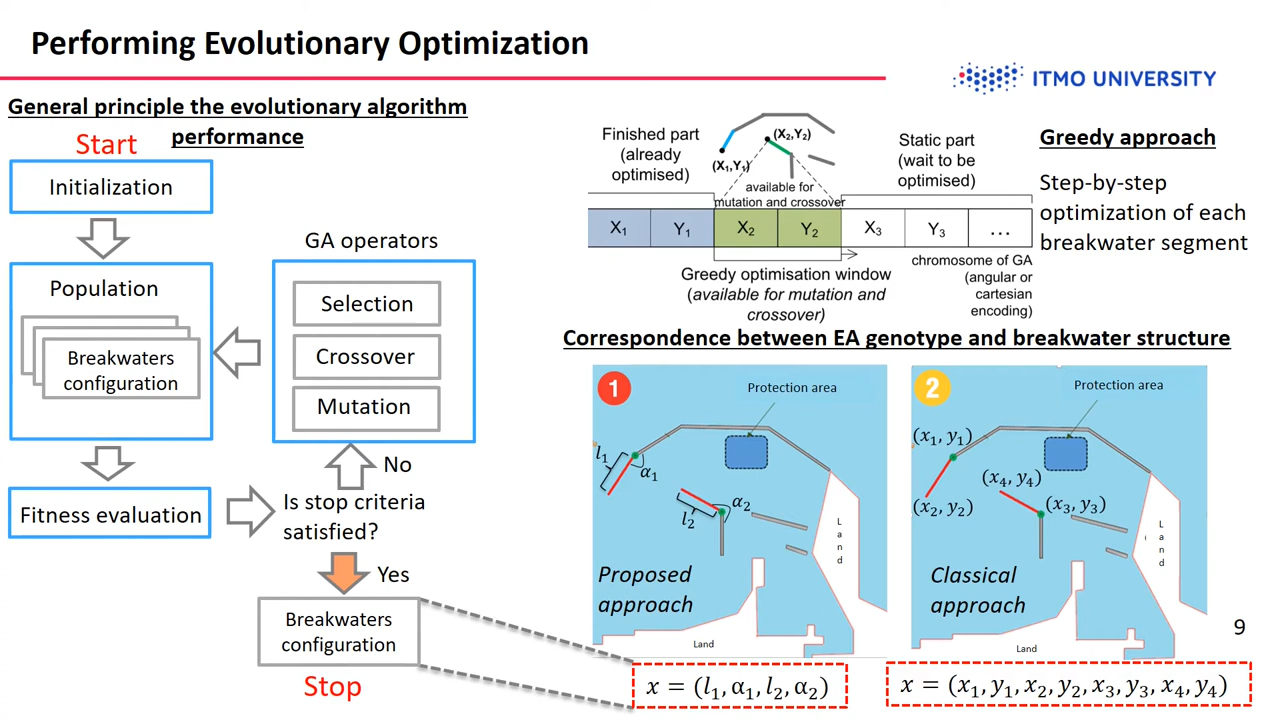 Performing Evolutionary Optimization
ITMO UNIVERSITY
General principle the evolutionary algorithm
performance
Start
Initialization
Population
Breakwaters
configuration
Fitness evaluation
GA operators
Selection
Crossover
Mutation
No
Is stop criteria
satisfied?
Yes
Breakwaters
configuration
Stop
Finished part
(already
optimised)
(X₂,Y₂)
(X₁,Y₁)
available for
mutation and crossover
Static part
(wait to be
optimised)
X₁ Y₁ X₂ Y₂ X₃ Y₃ ...
Greedy optimisation window
(available for mutation and
crossover)
chromosome of GA
(angular or
cartesian
encoding)
Greedy approach
Step-by-step
optimization of each
breakwater segment
Correspondence between EA genotype and breakwater structure
1
Protection area
l₁
α₁
α₂
l₂
Land
Proposed
approach
Land
x = (l₁, α₁, l₂, α₂)
2
Protection area
(x₁, y₁)
(x₄, y₄)
(x₂, y₂)
(x₃, y₃)
Land
Classical
approach
Land
x = (x₁, y₁, x₂, y₂, x₃, y₃, x₄, y₄)
9